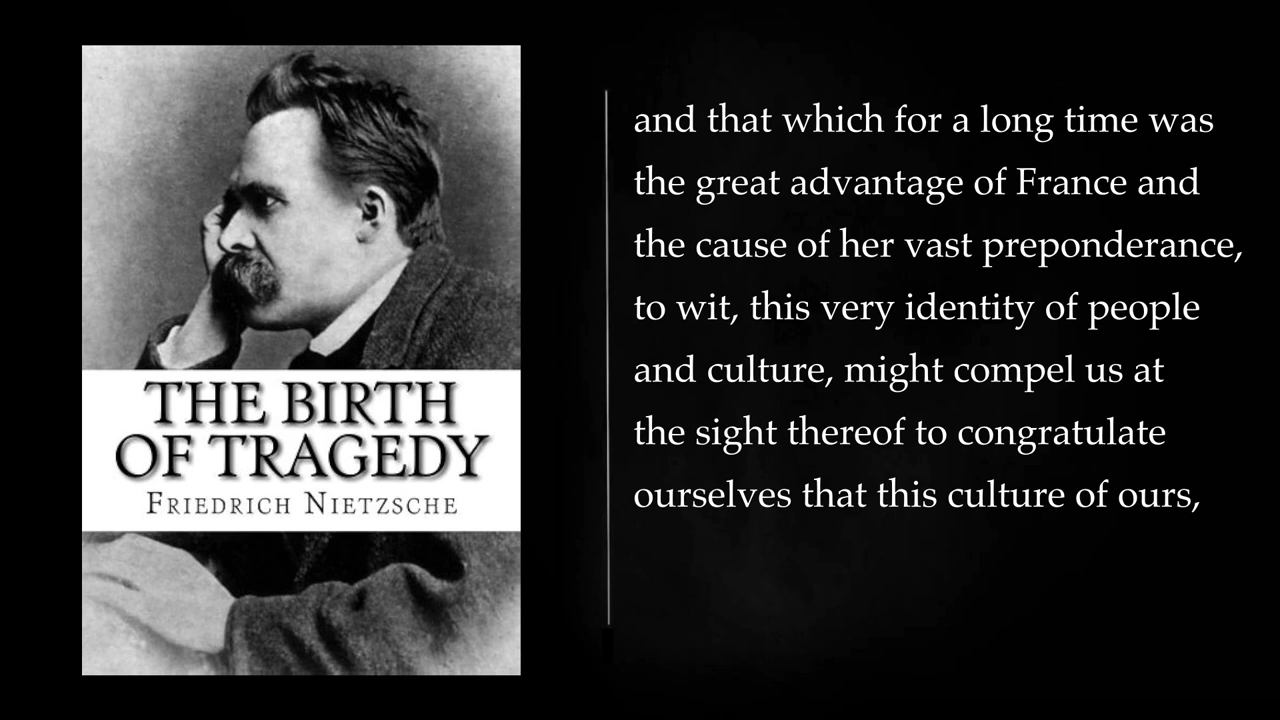 THE BIRTH
OF TRAGEDY
FRIEDRICH NIETZSCHE
and that which for a long time was
the great advantage of France and
the cause of her vast preponderance,
to wit, this very identity of people
and culture, might compel us at
the sight thereof to congratulate
ourselves that this culture of ours,